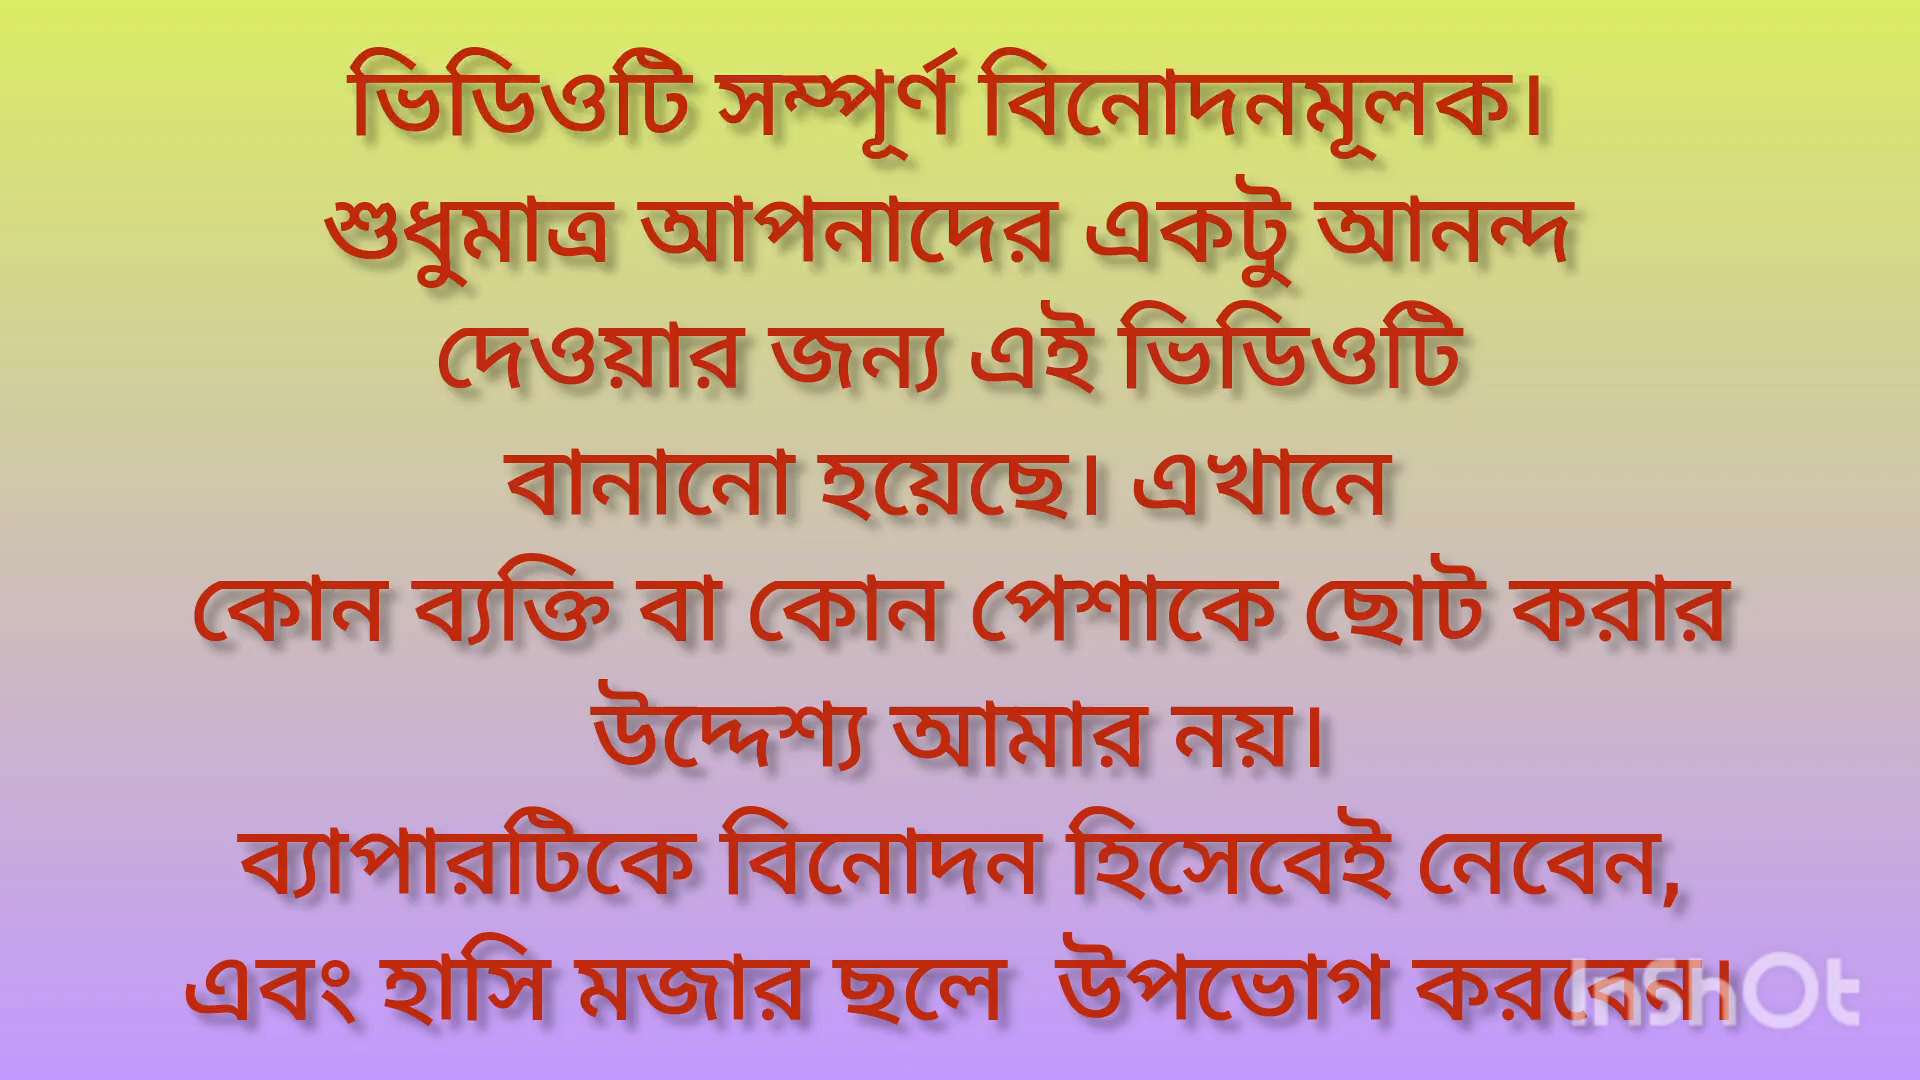 ভিডিওটি সম্পূর্ণ বিনোদনমূলক।
শুধুমাত্র আপনাদের একটু আনন্দ
দেওয়ার জন্য এই ভিডিওটি
বানানো হয়েছে। এখানে
কোন ব্যক্তি বা কোন পেশাকে ছোট করার
উদ্দেশ্য আমার নয়।
ব্যাপারটিকে বিনোদন হিসেবেই নেবেন,
এবং হাসি মজার ছলে উপভোগ করবেন।
InShOt